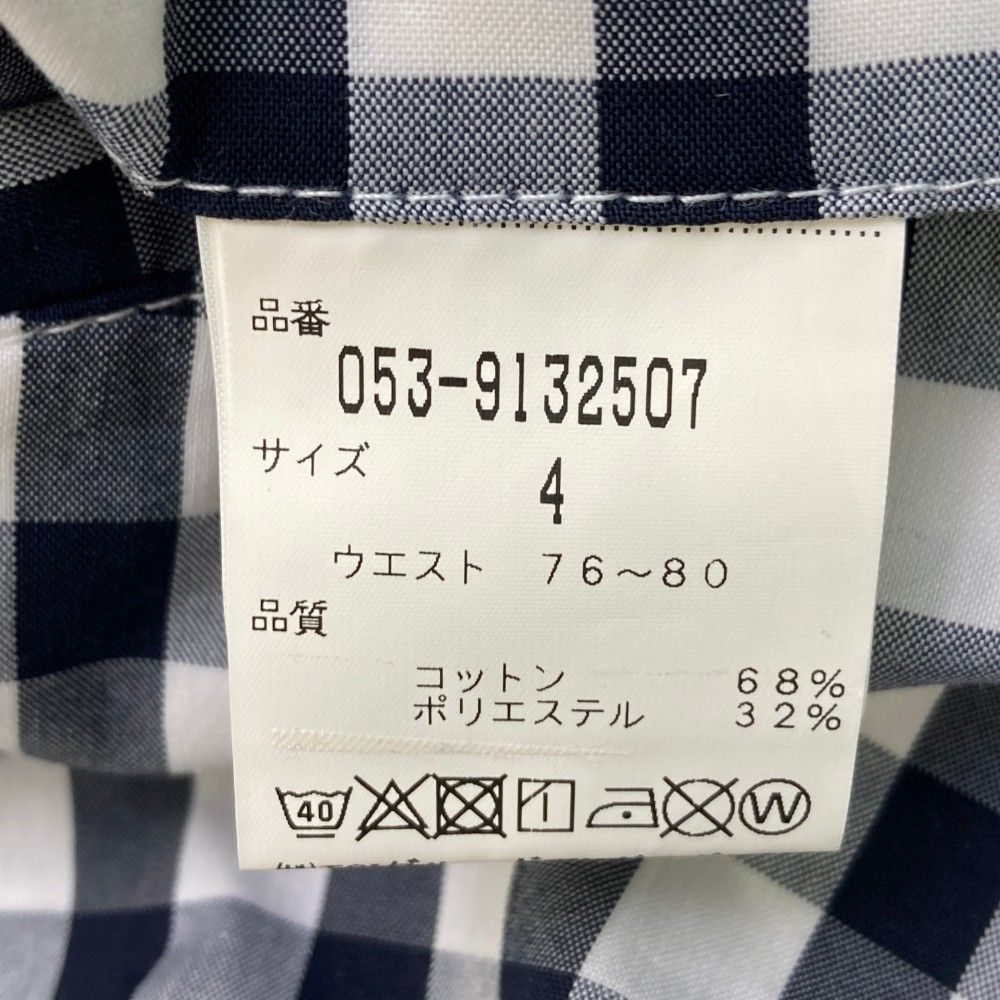 品番
053-9132507
サイズ
4
ウエスト 76～80
品質
コットン 68%
ポリエステル 32%
40 W